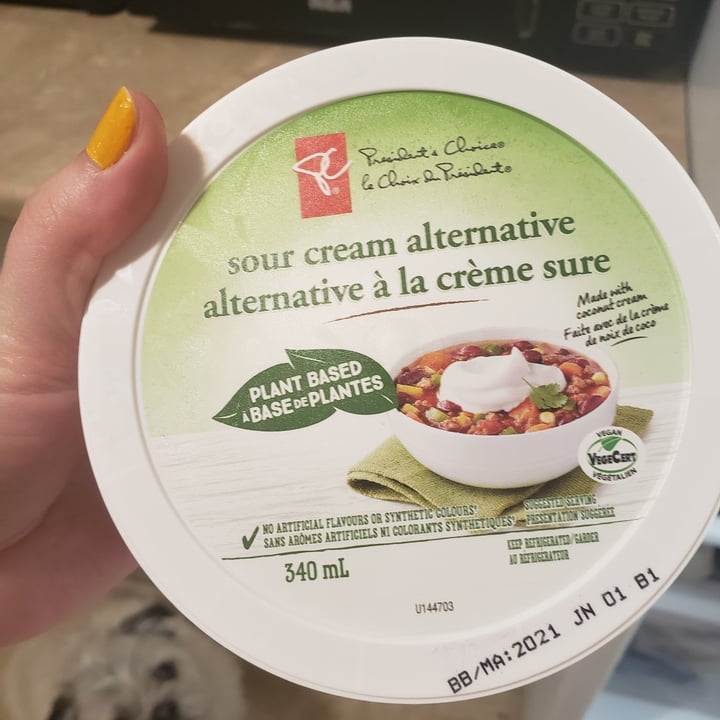 RCA
President's Choice®
le Choix du Président®
PC®
sour cream alternative
alternative à la crème sure
Made with
coconut cream
Faite avec de la crème
de noix de coco
PLANT BASED
À BASE DE PLANTES
VEGAN
VEGECERT
VÉGÉTALIEN
NO ARTIFICIAL FLAVOURS OR SYNTHETIC COLOURS
SANS ARÔMES ARTIFICIELS NI COLORANTS SYNTHÉTIQUES
SUGGESTED SERVING
PRÉSENTATION SUGGÉRÉE
340 mL
KEEP REFRIGERATED/GARDER
AU RÉFRIGÉRATEUR
U144703
BB/MA:2021 JN 01 B1